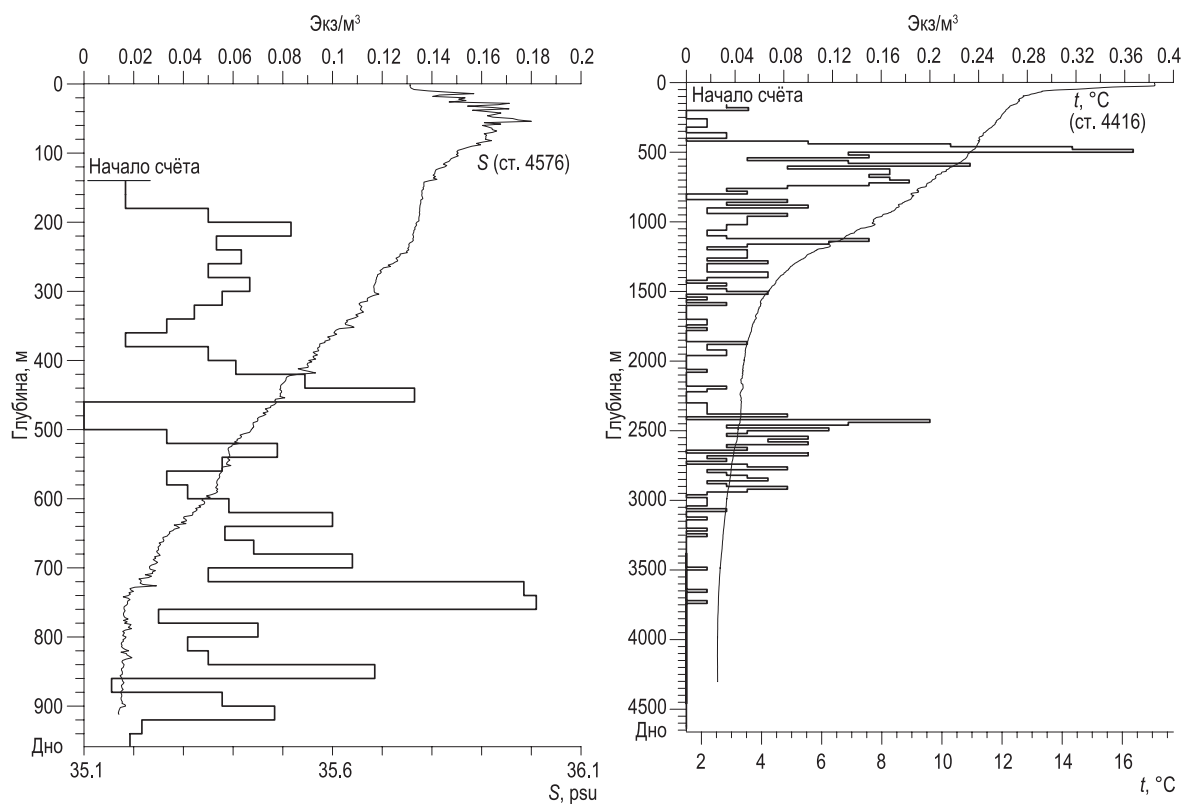 Экз/м³
0 0.02 0.04 0.06 0.08 0.1 0.12 0.14 0.16 0.18 0.2
0
100
200
300
400
500
600
700
800
900
Дно
Глубина, м
Начало счёта
S (ст. 4576)
35.1 35.6 36.1
S, psu
Экз/м³
0 0.04 0.08 0.12 0.16 0.2 0.24 0.28 0.32 0.36 0.4
0
500
1000
1500
2000
2500
3000
3500
4000
4500
Дно
Глубина, м
Начало счёта
t, °C
(ст. 4416)
2 4 6 8 10 12 14 16
t, °C